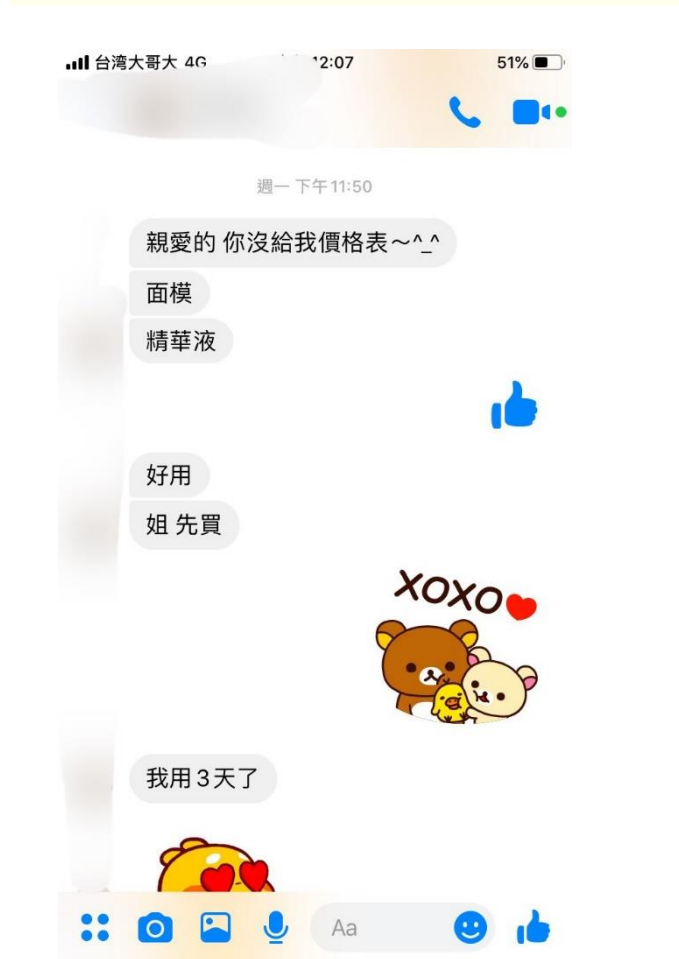 台湾大哥大 4G
12:07
51%
週一 下午11:50
親愛的 你沒給我價格表～^_^
面模
精華液
好用
姐 先買
XOXO
我用3天了
Aa